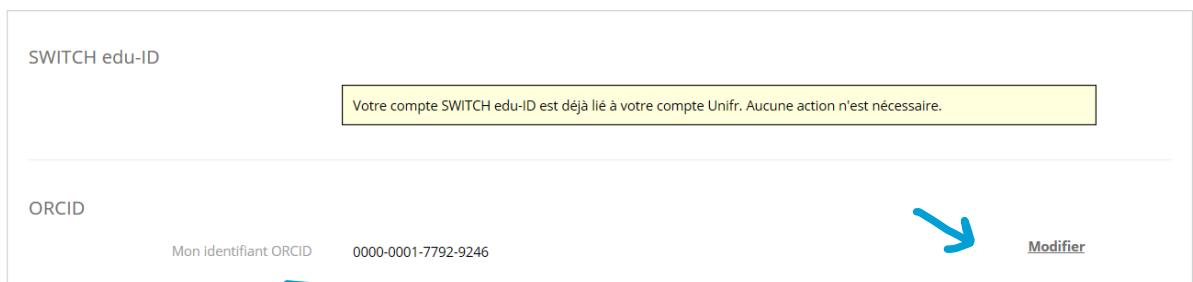 SWITCH edu-ID
Votre compte SWITCH edu-ID est déjà lié à votre compte Unifr. Aucune action n'est nécessaire.
ORCID
Mon identifiant ORCID 0000-0001-7792-9246 Modifier